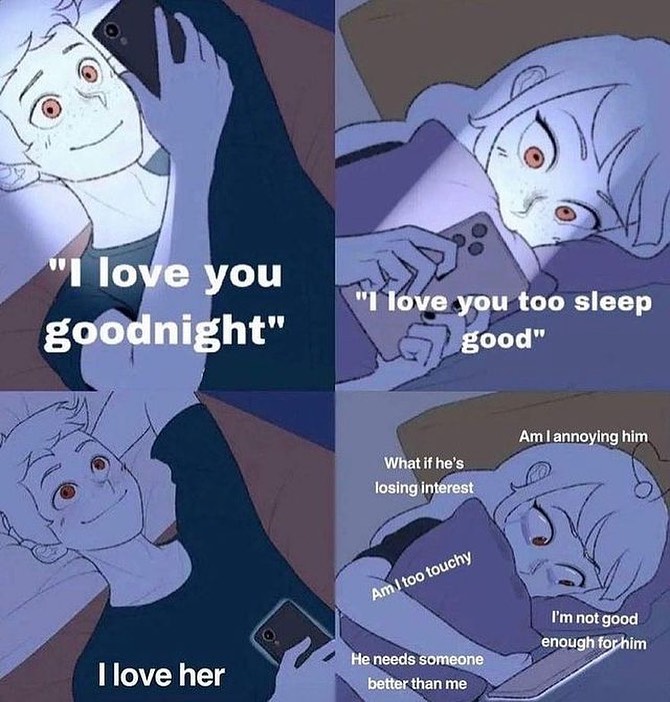 "I love you
goodnight"
"I love you too sleep
good"
I love her
Am I annoying him
What if he's
losing interest
Am I too touchy
I'm not good
enough for him
He needs someone
better than me